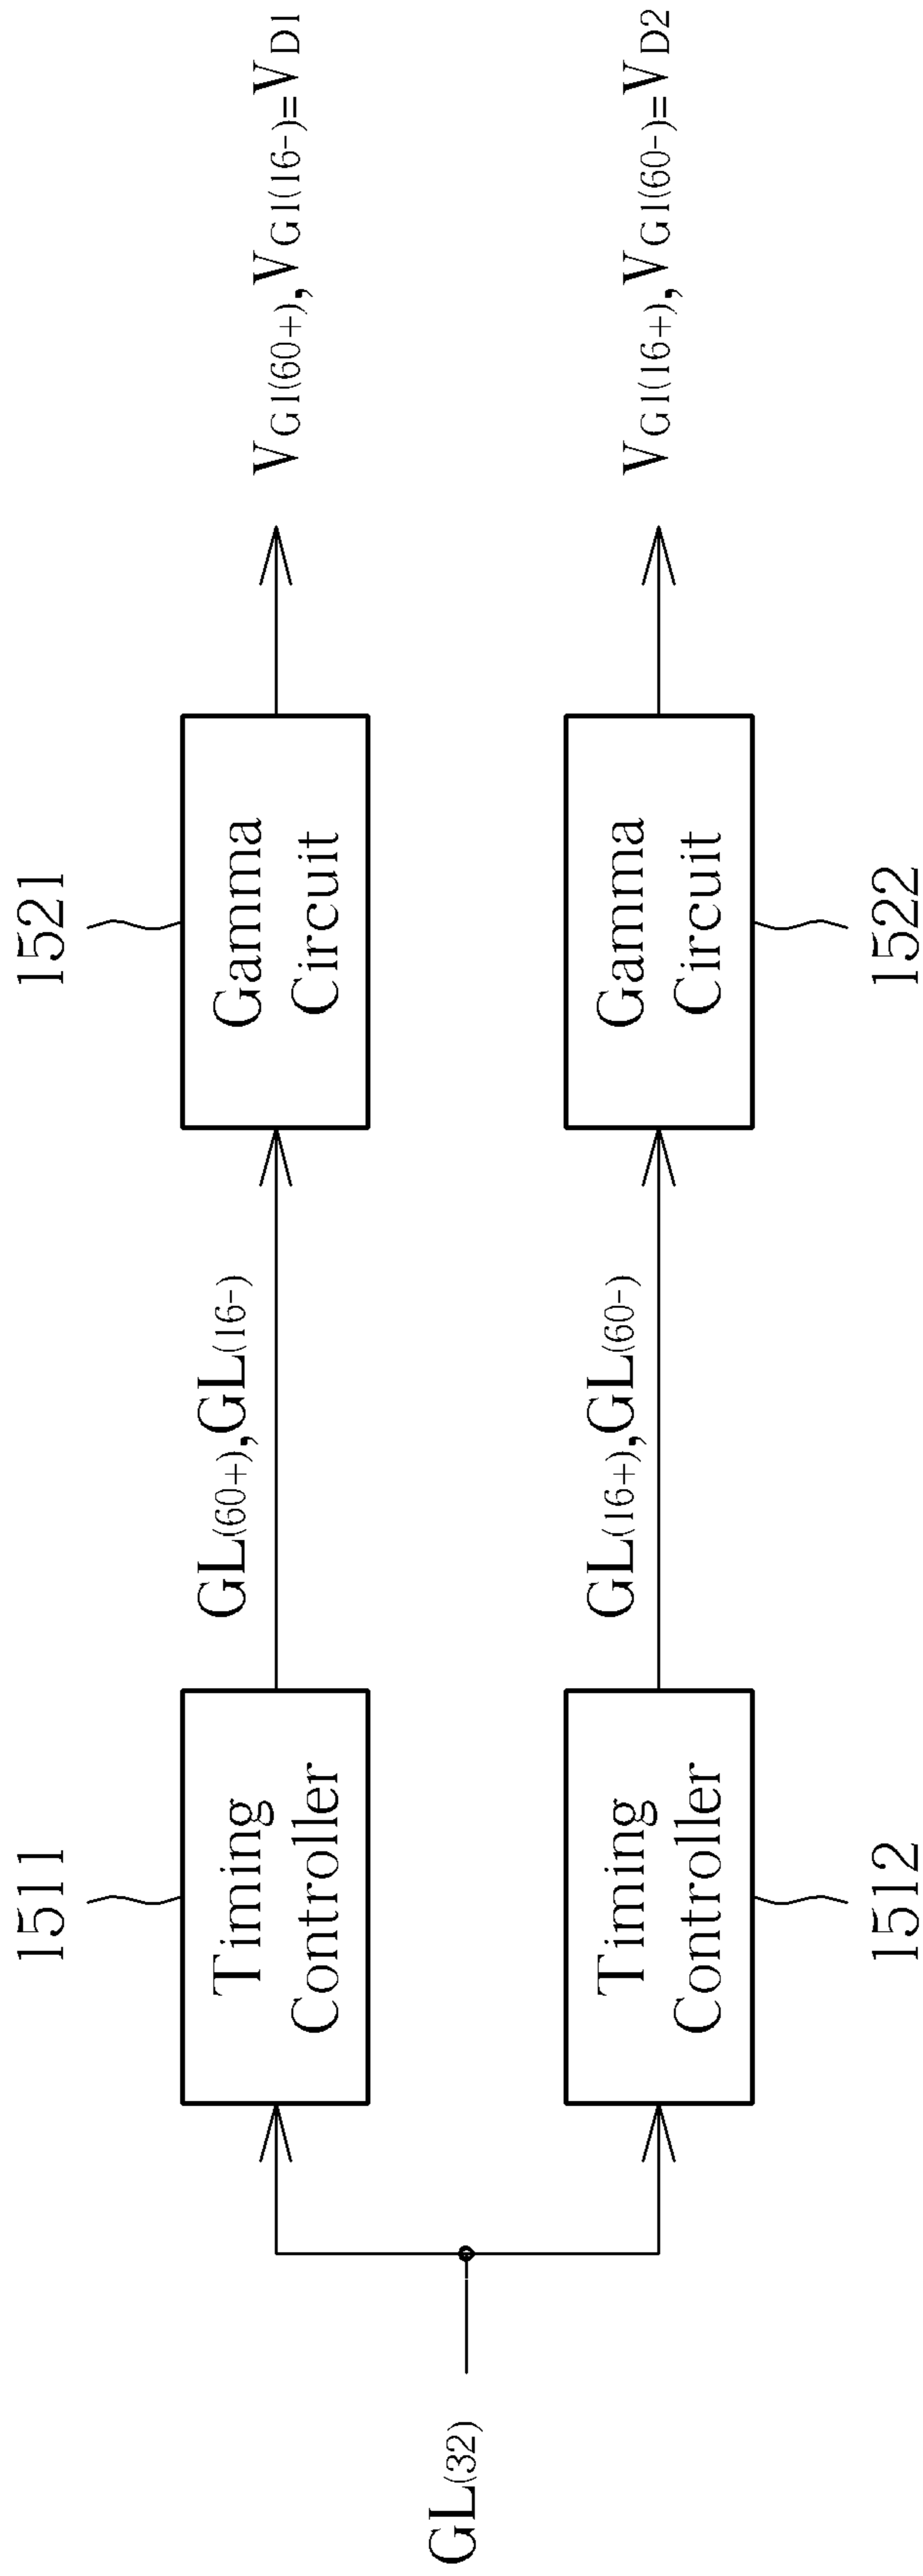 GL(32)
1511
Timing
Controller
GL(60+),GL(16-)
1521
Gamma
Circuit
VG1(60+),VG1(16-)=VD1
Timing
Controller
1512
GL(16+),GL(60-)
Gamma
Circuit
1522
VG1(16+),VG1(60-)=VD2